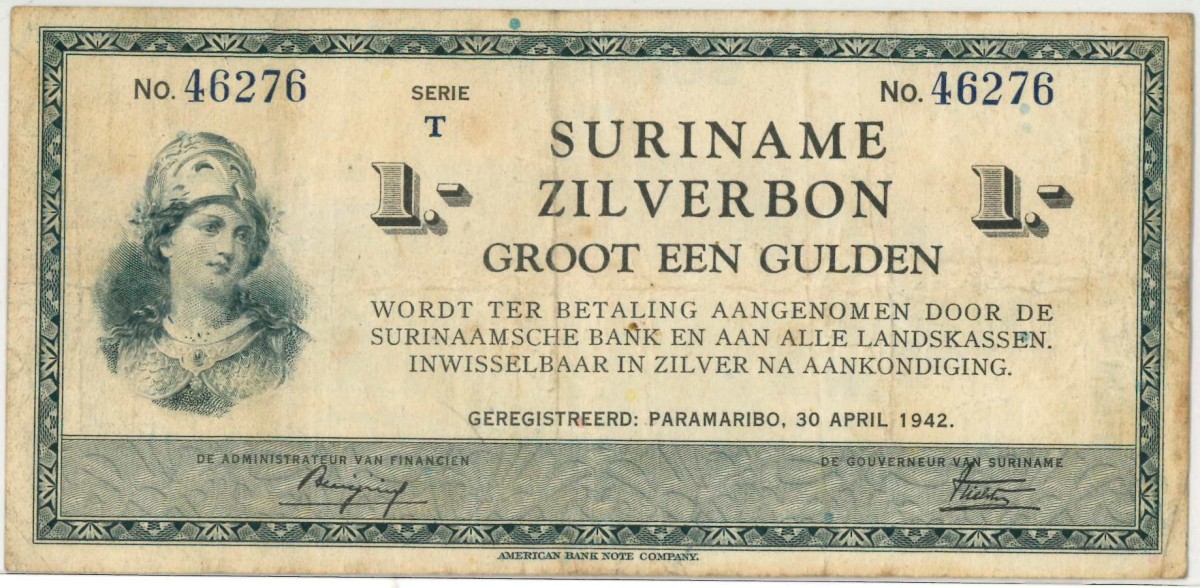 No. 46276
SERIE
T
No. 46276
SURINAME
1.- ZILVERBON 1.-
GROOT EEN GULDEN
WORDT TER BETALING AANGENOMEN DOOR DE
SURINAAMSCHE BANK EN AAN ALLE LANDSKASSEN.
INWISSELBAAR IN ZILVER NA AANKONDIGING.
GEREGISTREERD: PARAMARIBO, 30 APRIL 1942.
DE ADMINISTRATEUR VAN FINANCIEN
DE GOUVERNEUR VAN SURINAME
AMERICAN BANK NOTE COMPANY.